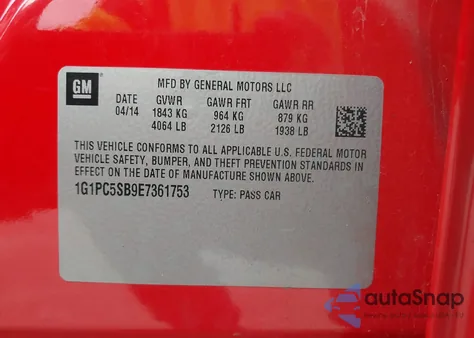 GM
MFD BY GENERAL MOTORS LLC
DATE GVWR GAWR FRT GAWR RR
04/14 1843 KG 964 KG 879 KG
4064 LB 2126 LB 1938 LB
THIS VEHICLE CONFORMS TO ALL APPLICABLE U.S. FEDERAL MOTOR
VEHICLE SAFETY, BUMPER, AND THEFT PREVENTION STANDARDS IN
EFFECT ON THE DATE OF MANUFACTURE SHOWN ABOVE.
1G1PC5SB9E7361753 TYPE: PASS CAR
autoSnap